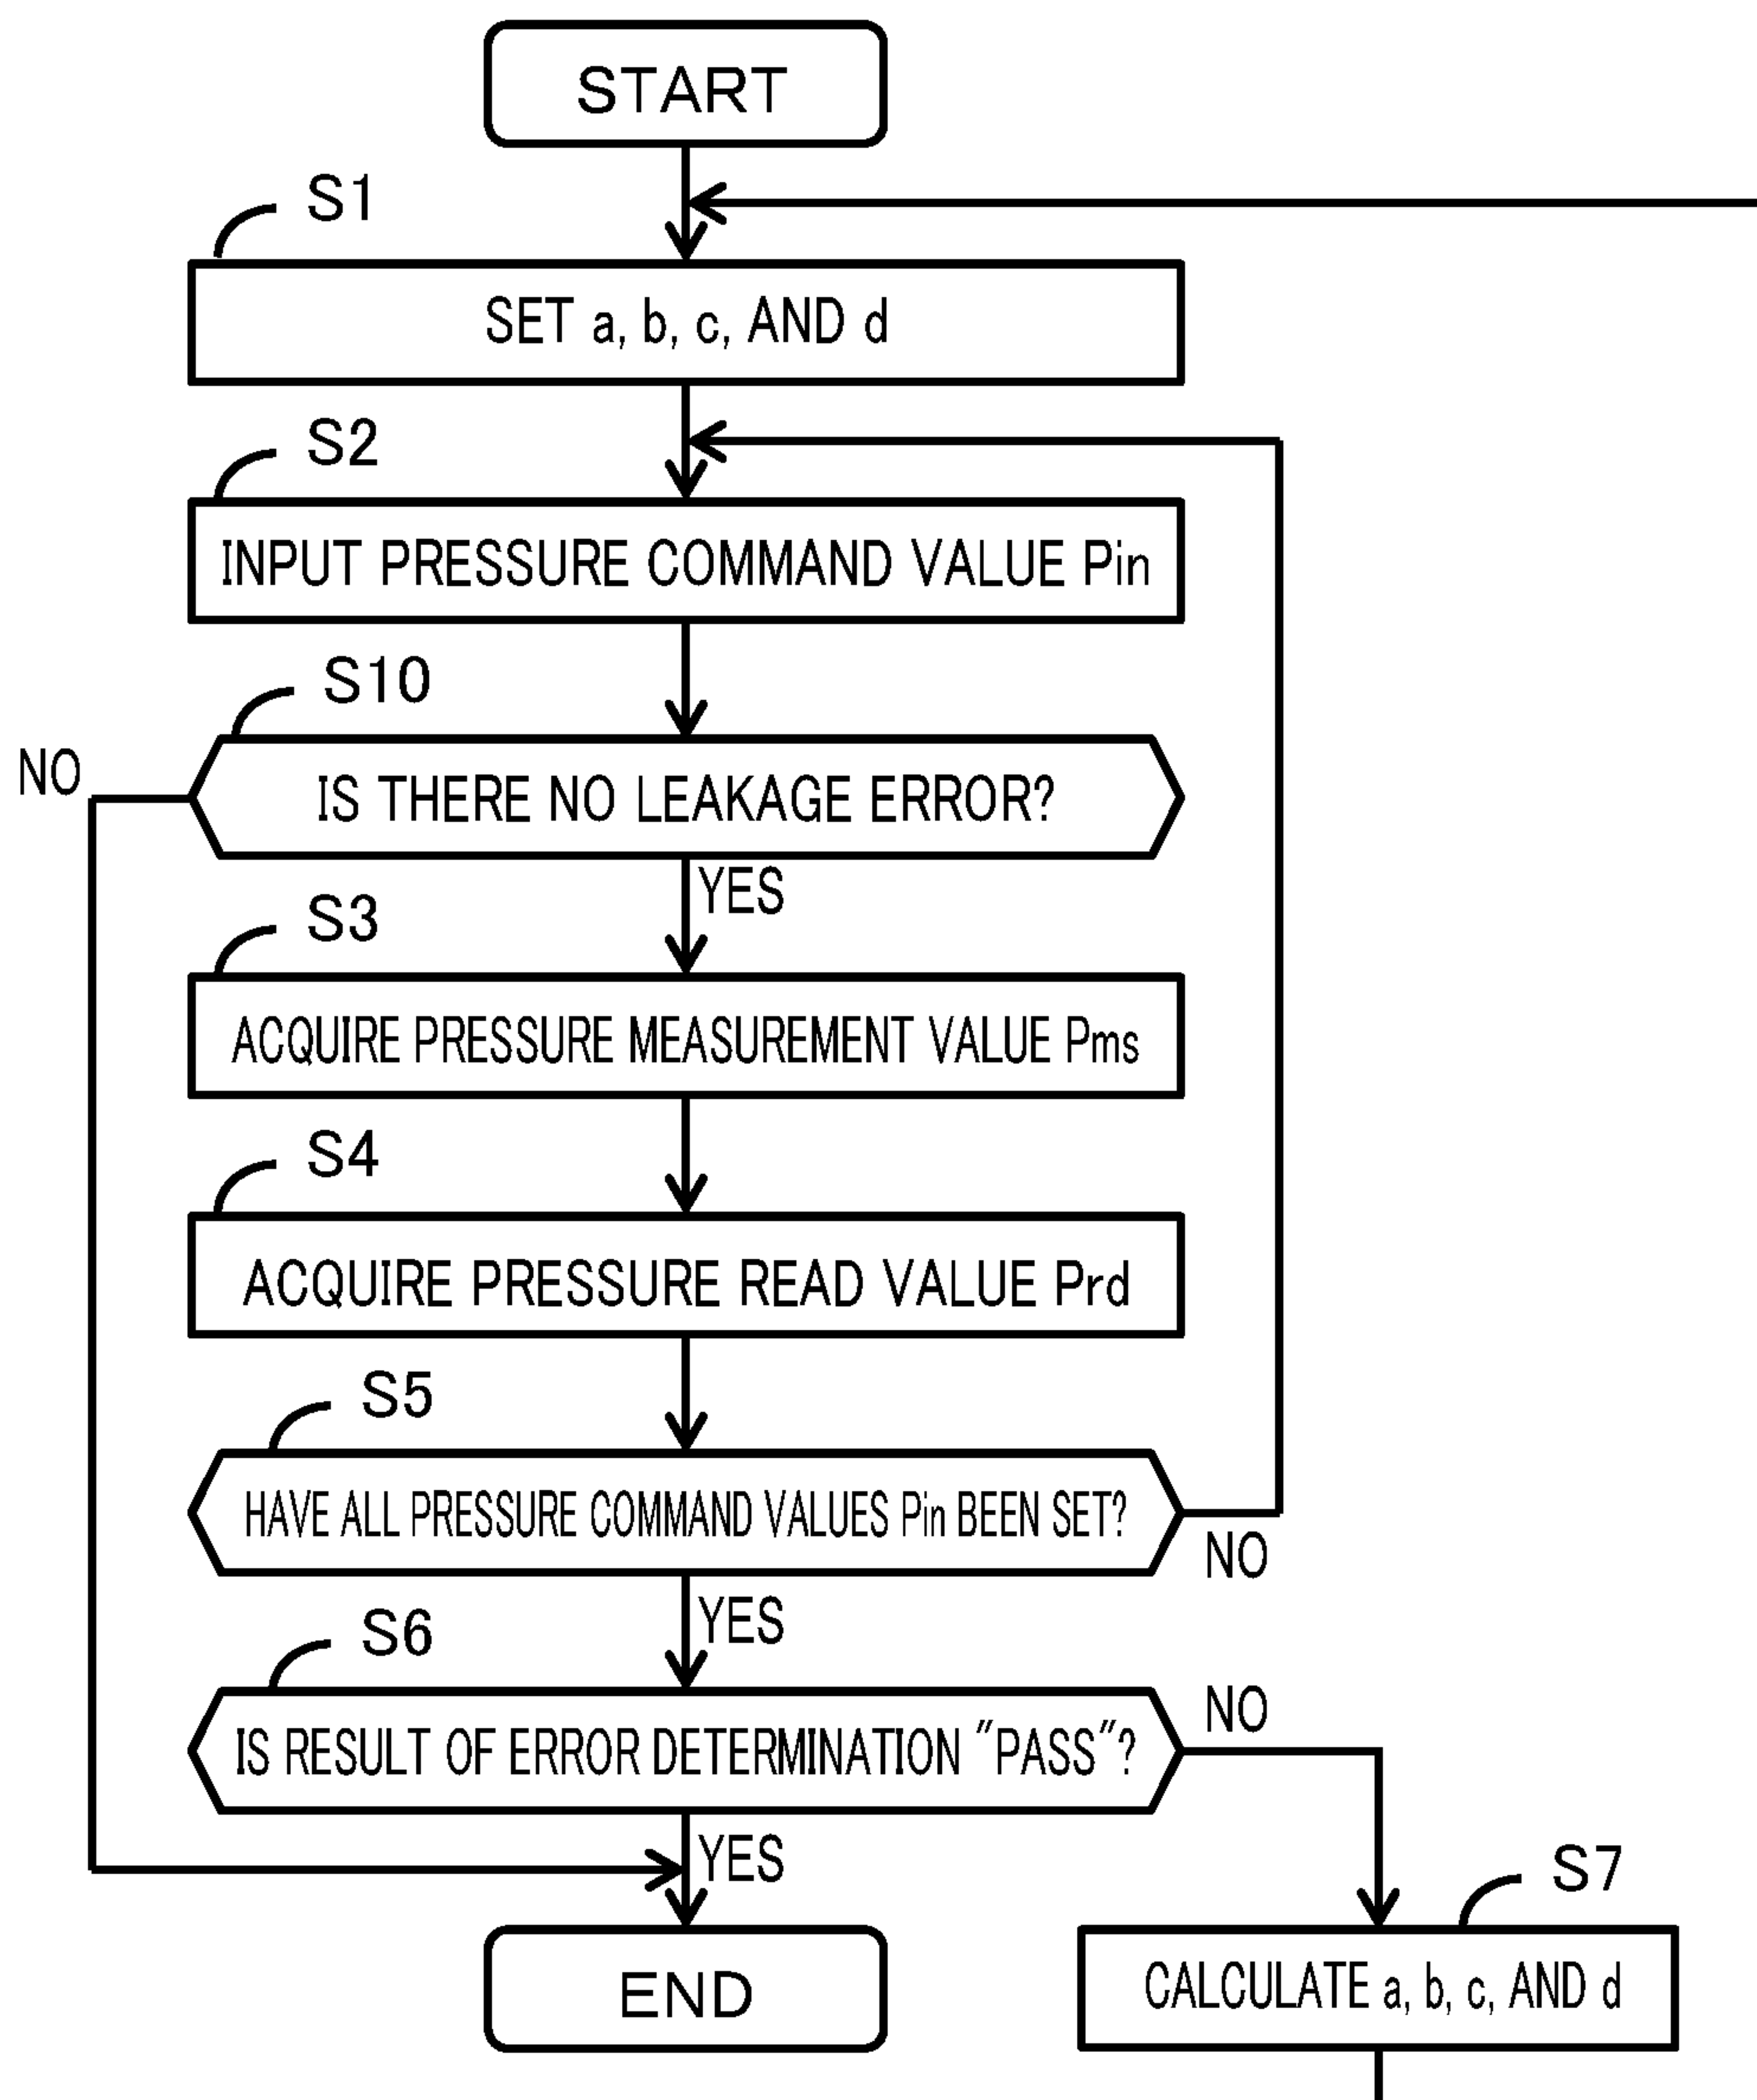 START
S1
SET a, b, c, AND d
S2
INPUT PRESSURE COMMAND VALUE Pin
S10
NO
IS THERE NO LEAKAGE ERROR?
YES
S3
ACQUIRE PRESSURE MEASUREMENT VALUE Pms
S4
ACQUIRE PRESSURE READ VALUE Prd
S5
HAVE ALL PRESSURE COMMAND VALUES Pin BEEN SET?
NO
YES
S6
NO
IS RESULT OF ERROR DETERMINATION "PASS"?
YES
S7
END
CALCULATE a, b, c, AND d